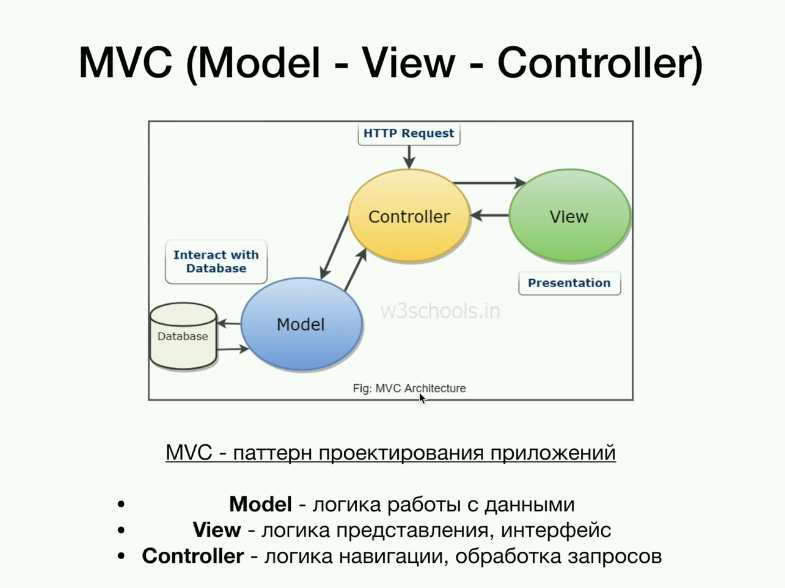 MVC (Model - View - Controller)
HTTP Request
Controller
View
Interact with
Database
Presentation
Model
w3schools.in
Database
Fig: MVC Architecture
MVC - паттерн проектирования приложений
• Model - логика работы с данными
• View - логика представления, интерфейс
• Controller - логика навигации, обработка запросов